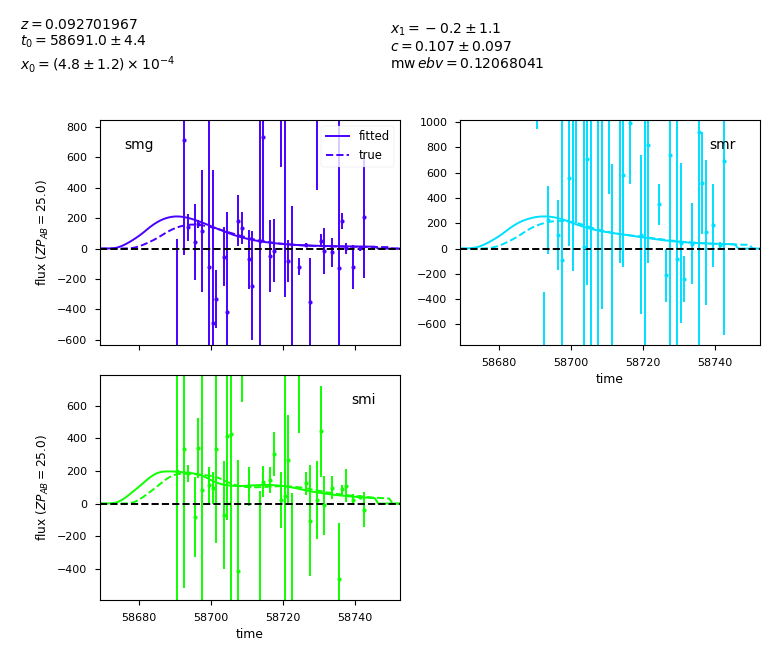 z = 0.092701967
t₀ = 58691.0 ± 4.4
x₀ = (4.8 ± 1.2) × 10⁻⁴
x₁ = −0.2 ± 1.1
c = 0.107 ± 0.097
mw ebv = 0.12068041
smg
fitted
true
800
600
400
200
0
−200
−400
−600
flux (ZP_AB = 25.0)
smr
1000
800
600
400
200
0
−200
−400
−600
58680 58700 58720 58740
time
smi
600
400
200
0
−200
−400
flux (ZP_AB = 25.0)
58680 58700 58720 58740
time